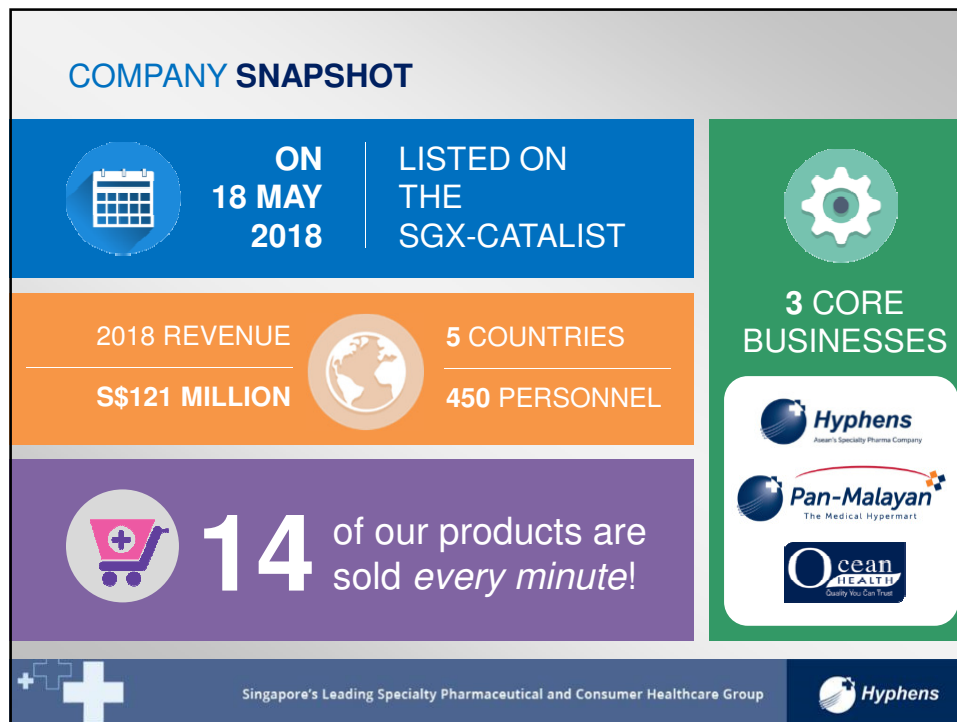 COMPANY SNAPSHOT
ON
18 MAY
2018
LISTED ON
THE
SGX-CATALIST
2018 REVENUE
S$121 MILLION
5 COUNTRIES
450 PERSONNEL
14
of our products are
sold every minute!
3 CORE
BUSINESSES
Hyphens
Asean's Specialty Pharma Company
Pan-Malayan
The Medical Hypermart
Ocean
HEALTH
Quality You Can Trust
Singapore's Leading Specialty Pharmaceutical and Consumer Healthcare Group
Hyphens